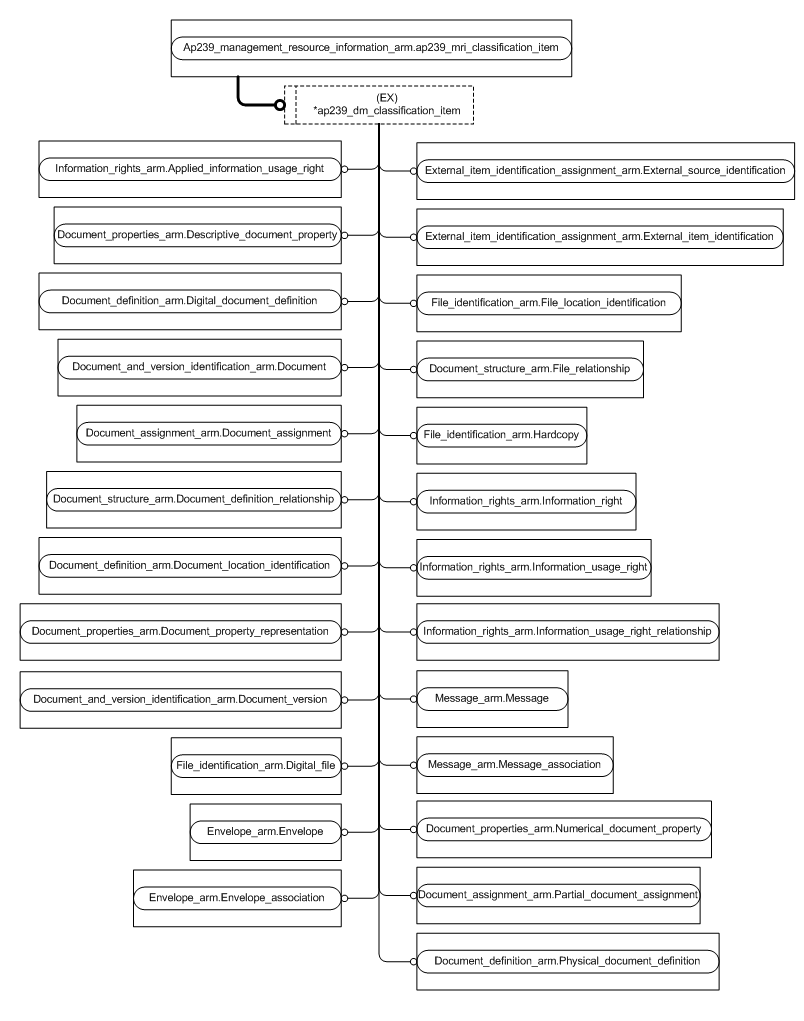 Ap239_management_resource_information_arm.ap239_mri_classification_item
(EX)
*ap239_dm_classification_item
Information_rights_arm.Applied_information_usage_right
External_item_identification_assignment_arm.External_source_identification
Document_properties_arm.Descriptive_document_property
External_item_identification_assignment_arm.External_item_identification
Document_definition_arm.Digital_document_definition
File_identification_arm.File_location_identification
Document_and_version_identification_arm.Document
Document_structure_arm.File_relationship
Document_assignment_arm.Document_assignment
File_identification_arm.Hardcopy
Document_structure_arm.Document_definition_relationship
Information_rights_arm.Information_right
Document_definition_arm.Document_location_identification
Information_rights_arm.Information_usage_right
Document_properties_arm.Document_property_representation
Information_rights_arm.Information_usage_right_relationship
Document_and_version_identification_arm.Document_version
Message_arm.Message
File_identification_arm.Digital_file
Message_arm.Message_association
Envelope_arm.Envelope
Document_properties_arm.Numerical_document_property
Envelope_arm.Envelope_association
Document_assignment_arm.Partial_document_assignment
Document_definition_arm.Physical_document_definition